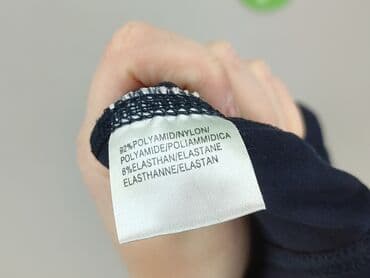 92%POLYAMID/NYLON/
POLYAMIDE/POLIAMMIDICA
8%ELASTHAN/ELASTANE
ELASTHANNE/ELASTAN